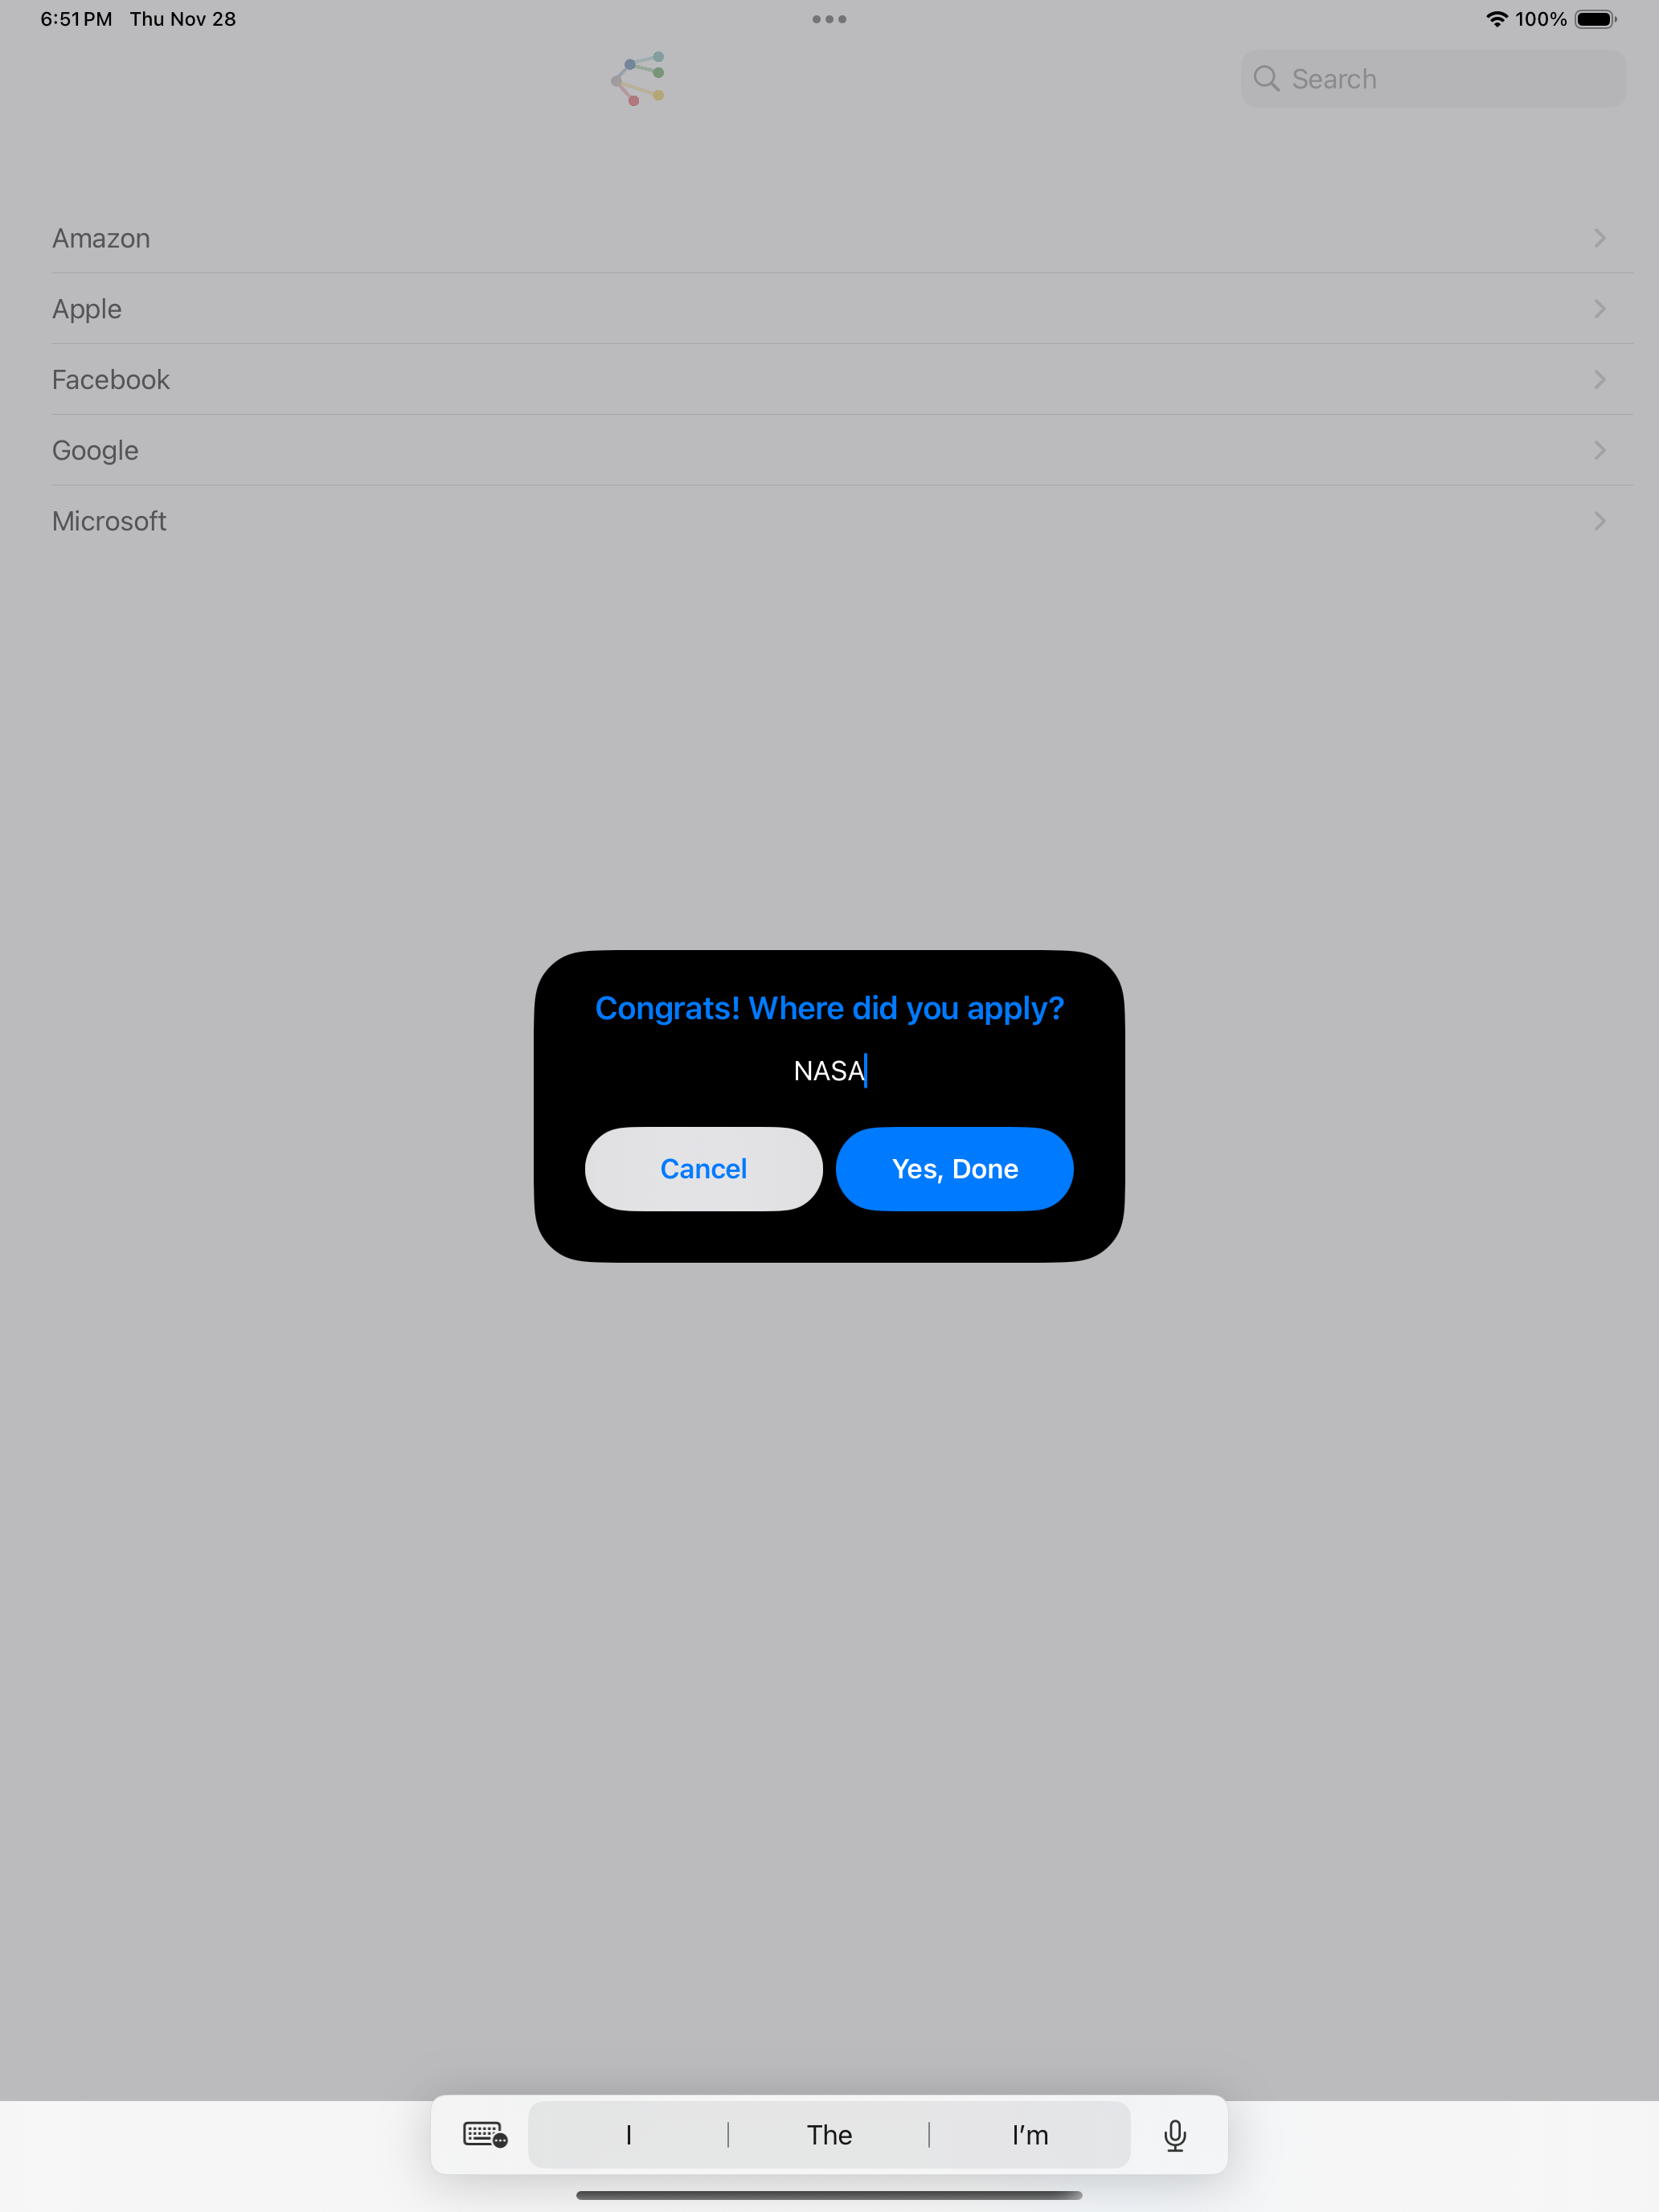 6:51 PM Thu Nov 28
100%
Search
Amazon
Apple
Facebook
Google
Microsoft
Congrats! Where did you apply?
NASA
Cancel
Yes, Done
I
The
I’m